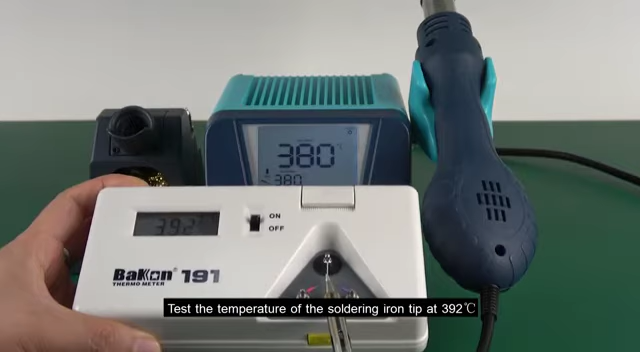 380℃
380
392
ON
OFF
BaKon® 191
THERMO METER
Test the temperature of the soldering iron tip at 392℃